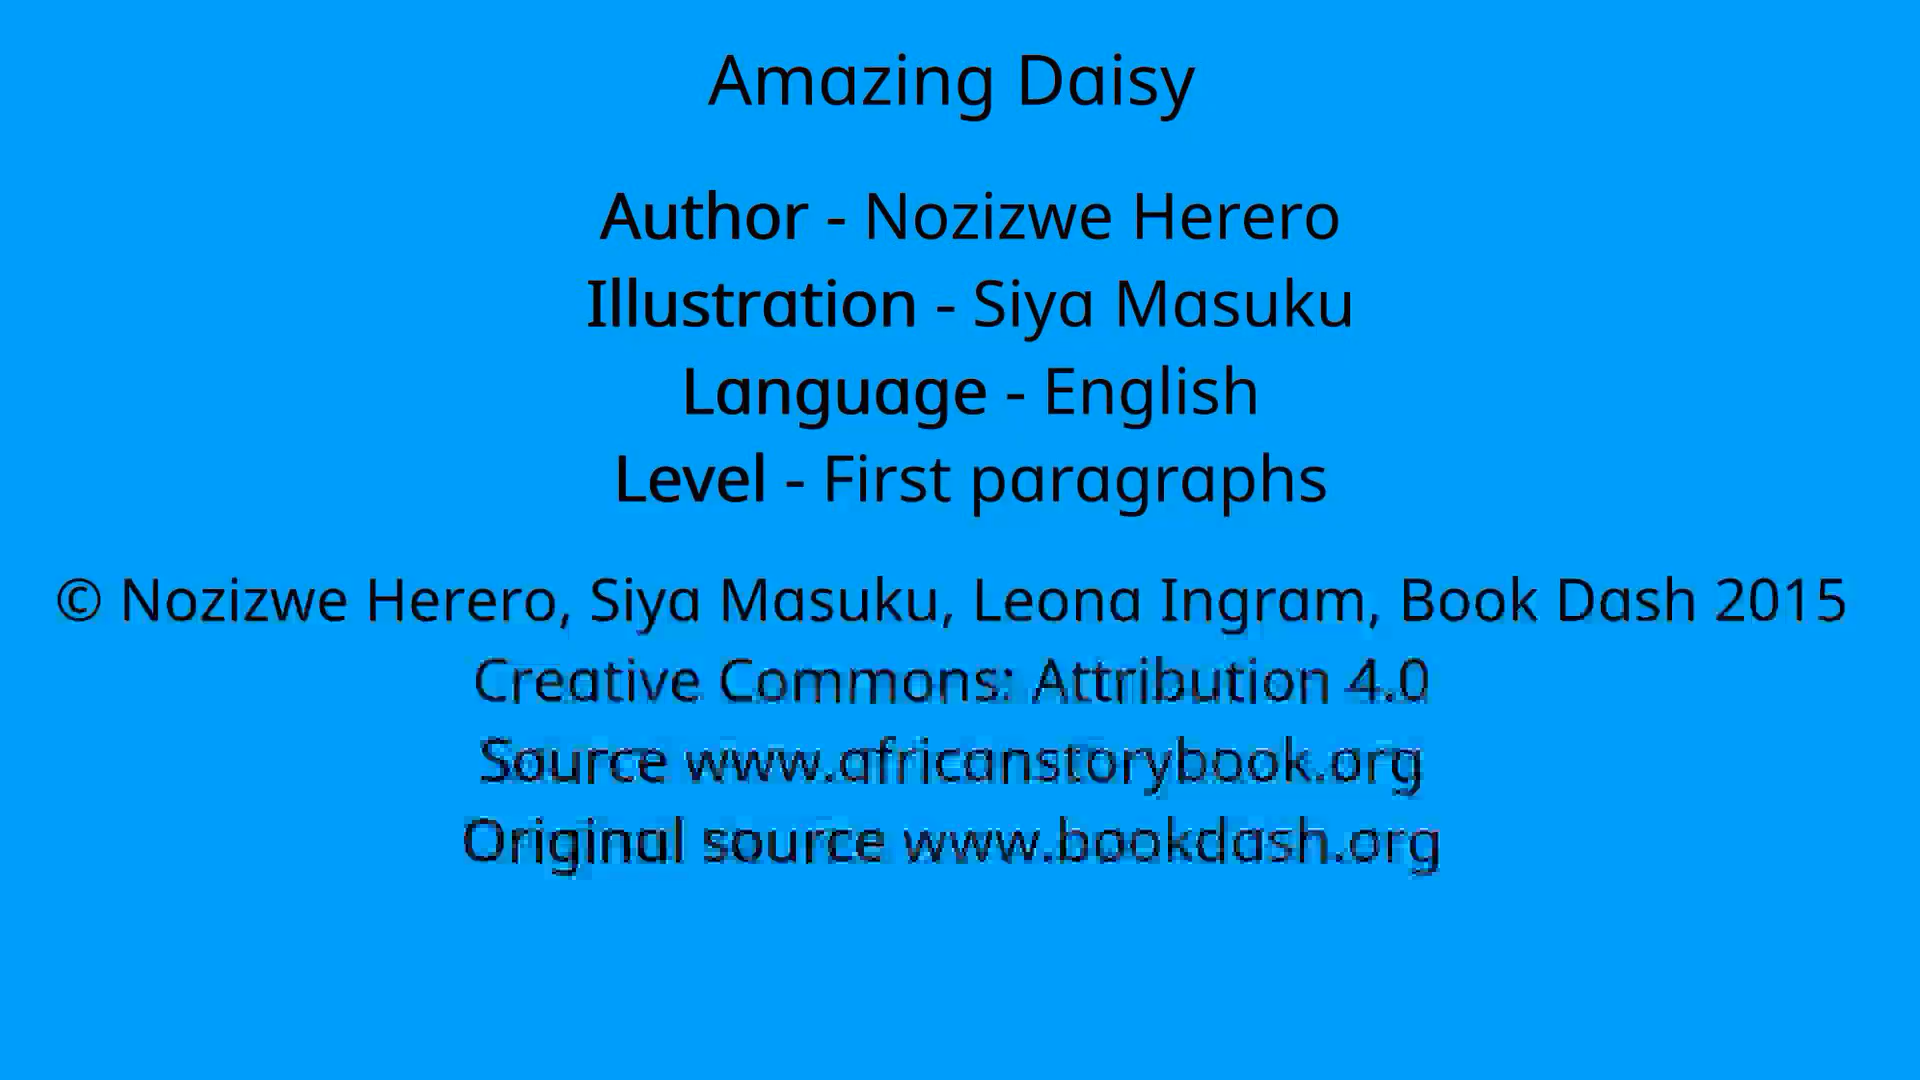 Amazing Daisy
Author - Nozizwe Herero
Illustration - Siya Masuku
Language - English
Level - First paragraphs
© Nozizwe Herero, Siya Masuku, Leona Ingram, Book Dash 2015
Creative Commons: Attribution 4.0
Source www.africanstorybook.org
Original source www.bookdash.org